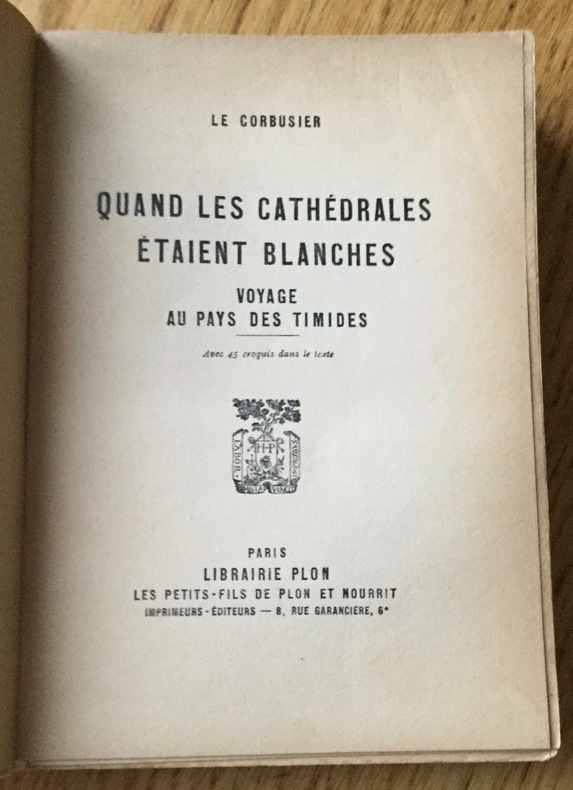 LE CORBUSIER
QUAND LES CATHÉDRALES
ÉTAIENT BLANCHES
VOYAGE
AU PAYS DES TIMIDES
Avec 45 croquis dans le texte
LABOR
H-P
PARIS
LIBRAIRIE PLON
LES PETITS-FILS DE PLON ET NOURRIT
IMPRIMEURS-ÉDITEURS — 8, RUE GARANCIÈRE, 6ᵉ